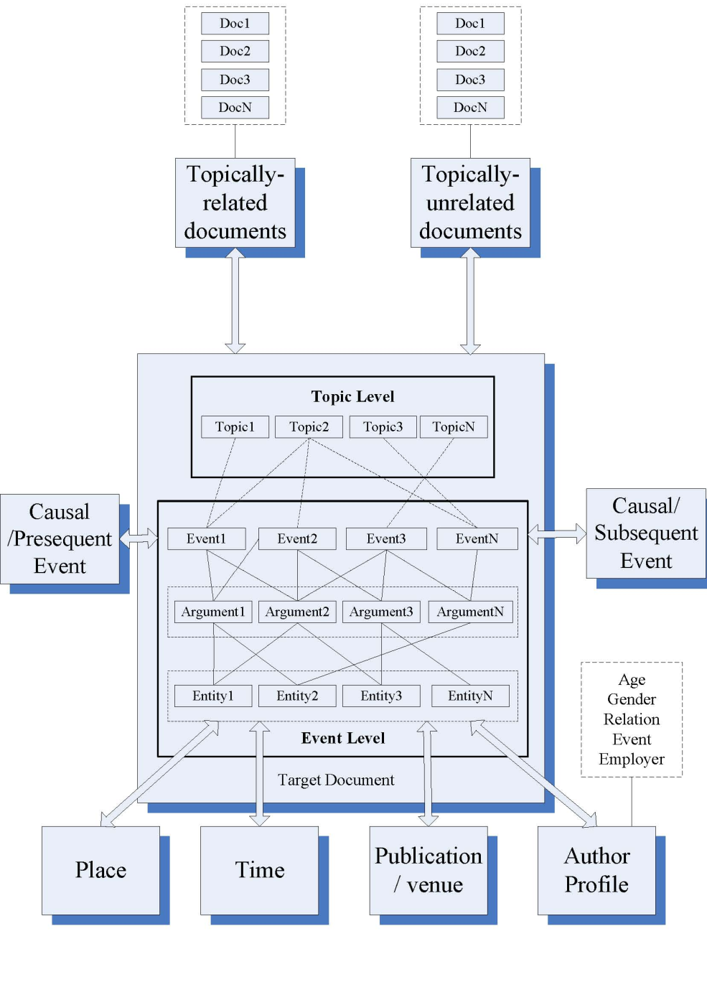 Doc1
Doc2
Doc3
DocN
Doc1
Doc2
Doc3
DocN
Topically-
related
documents
Topically-
unrelated
documents
Topic Level
Topic1
Topic2
Topic3
TopicN
Causal
/Presequent
Event
Event1
Event2
Event3
EventN
Causal/
Subsequent
Event
Argument1
Argument2
Argument3
ArgumentN
Entity1
Entity2
Entity3
EntityN
Event Level
Target Document
Age
Gender
Relation
Event
Employer
Place
Time
Publication
/ venue
Author
Profile